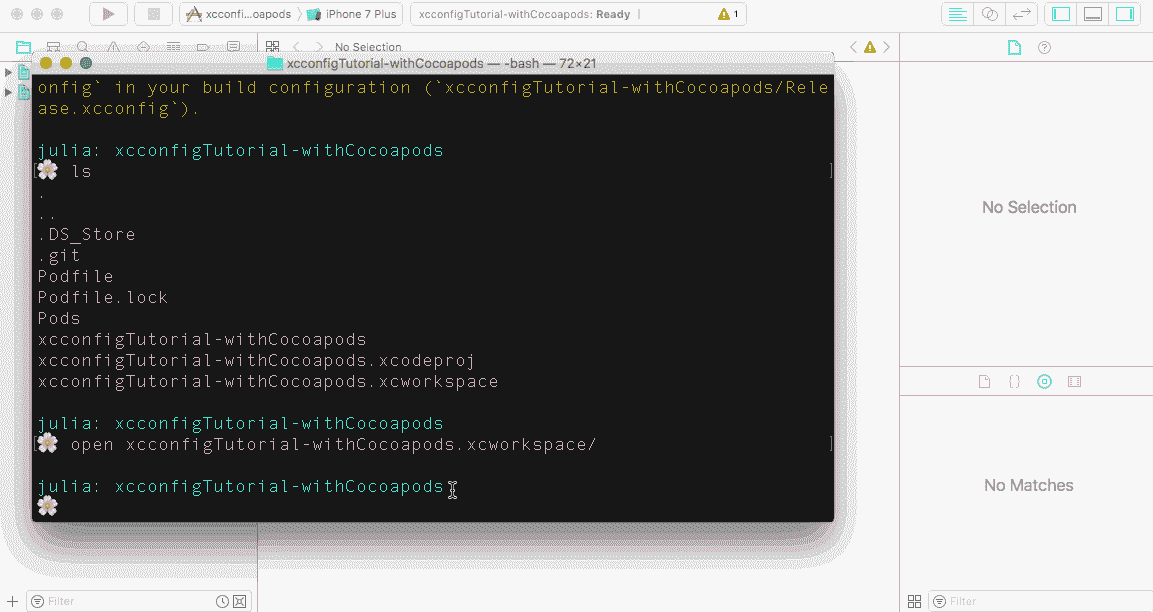 xcconfi...oapods
iPhone 7 Plus
xcconfigTutorial-withCocoapods: Ready
1
No Selection
xcconfigTutorial-withCocoapods — -bash — 72×21
onfig` in your build configuration (`xcconfigTutorial-withCocoapods/Rele
ase.xcconfig`).
julia: xcconfigTutorial-withCocoapods
[ ls ]
.
..
.DS_Store
.git
Podfile
Podfile.lock
Pods
xcconfigTutorial-withCocoapods
xcconfigTutorial-withCocoapods.xcodeproj
xcconfigTutorial-withCocoapods.xcworkspace
julia: xcconfigTutorial-withCocoapods
[ open xcconfigTutorial-withCocoapods.xcworkspace/ ]
julia: xcconfigTutorial-withCocoapods
No Selection
No Matches
Filter
Filter